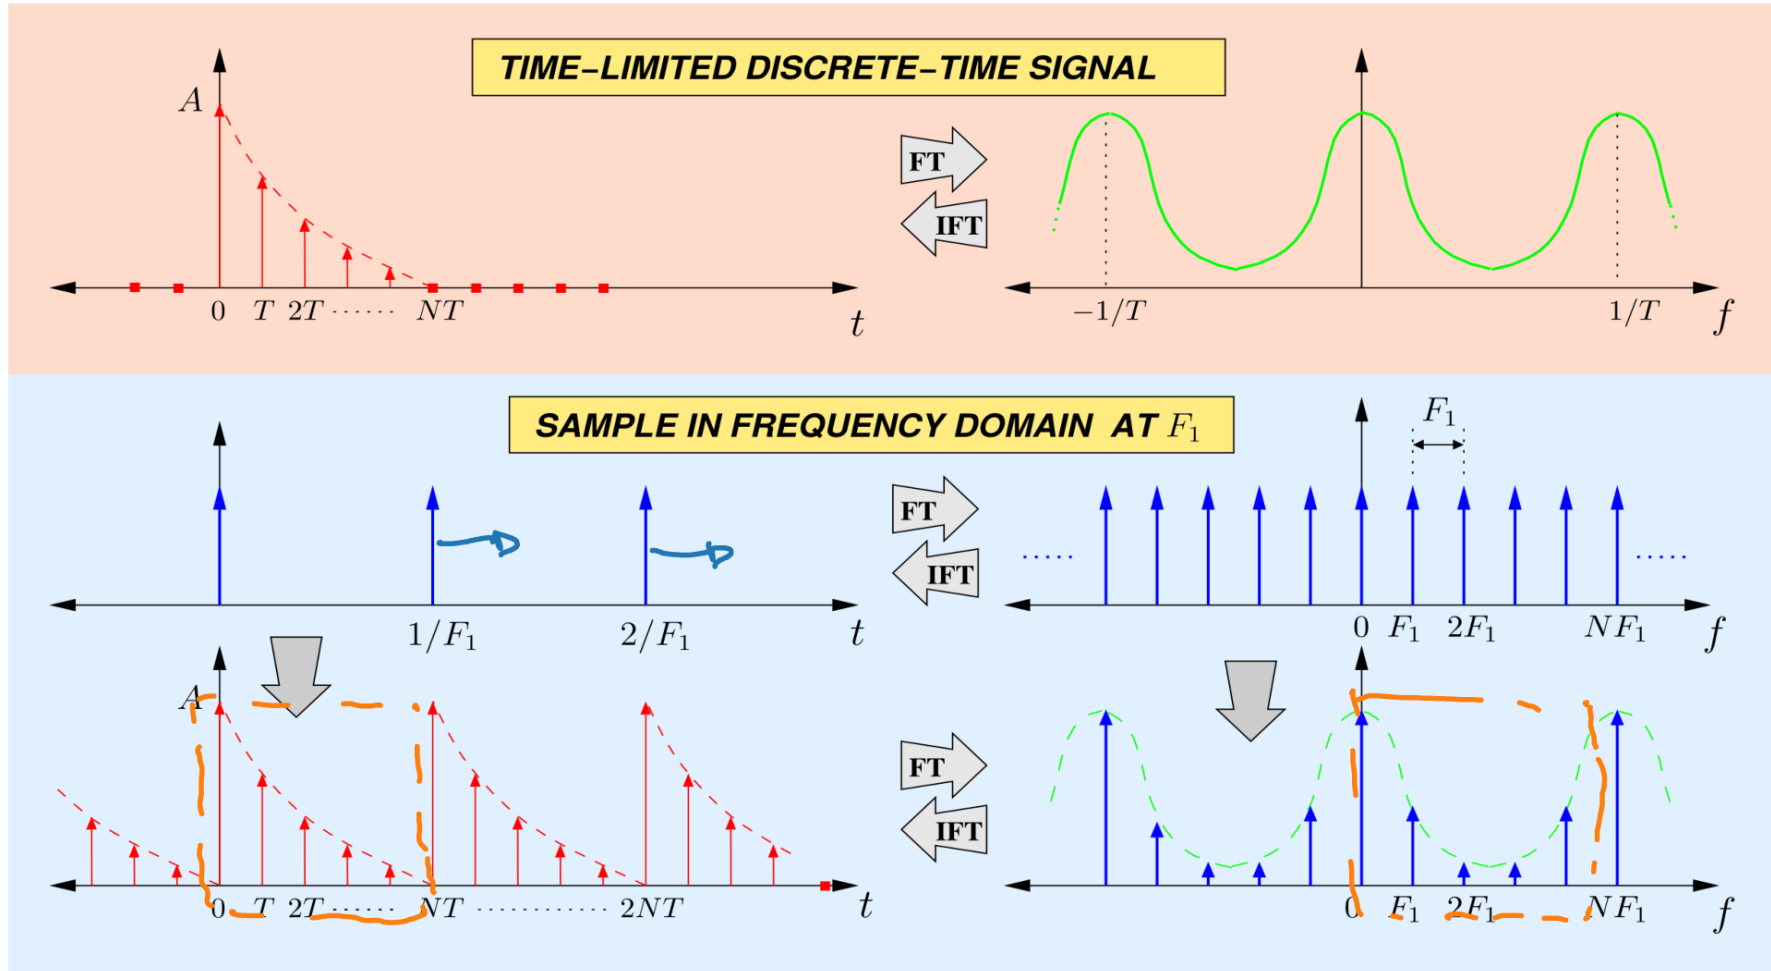 TIME–LIMITED DISCRETE–TIME SIGNAL
A
FT
IFT
0 T 2T ······ NT t
−1/T 1/T f
SAMPLE IN FREQUENCY DOMAIN AT F₁
F₁
FT
IFT
····· ·····
1/F₁ 2/F₁ t
0 F₁ 2F₁ NF₁ f
A
FT
IFT
0 T 2T ······ NT ············ 2NT t
0 F₁ 2F₁ NF₁ f